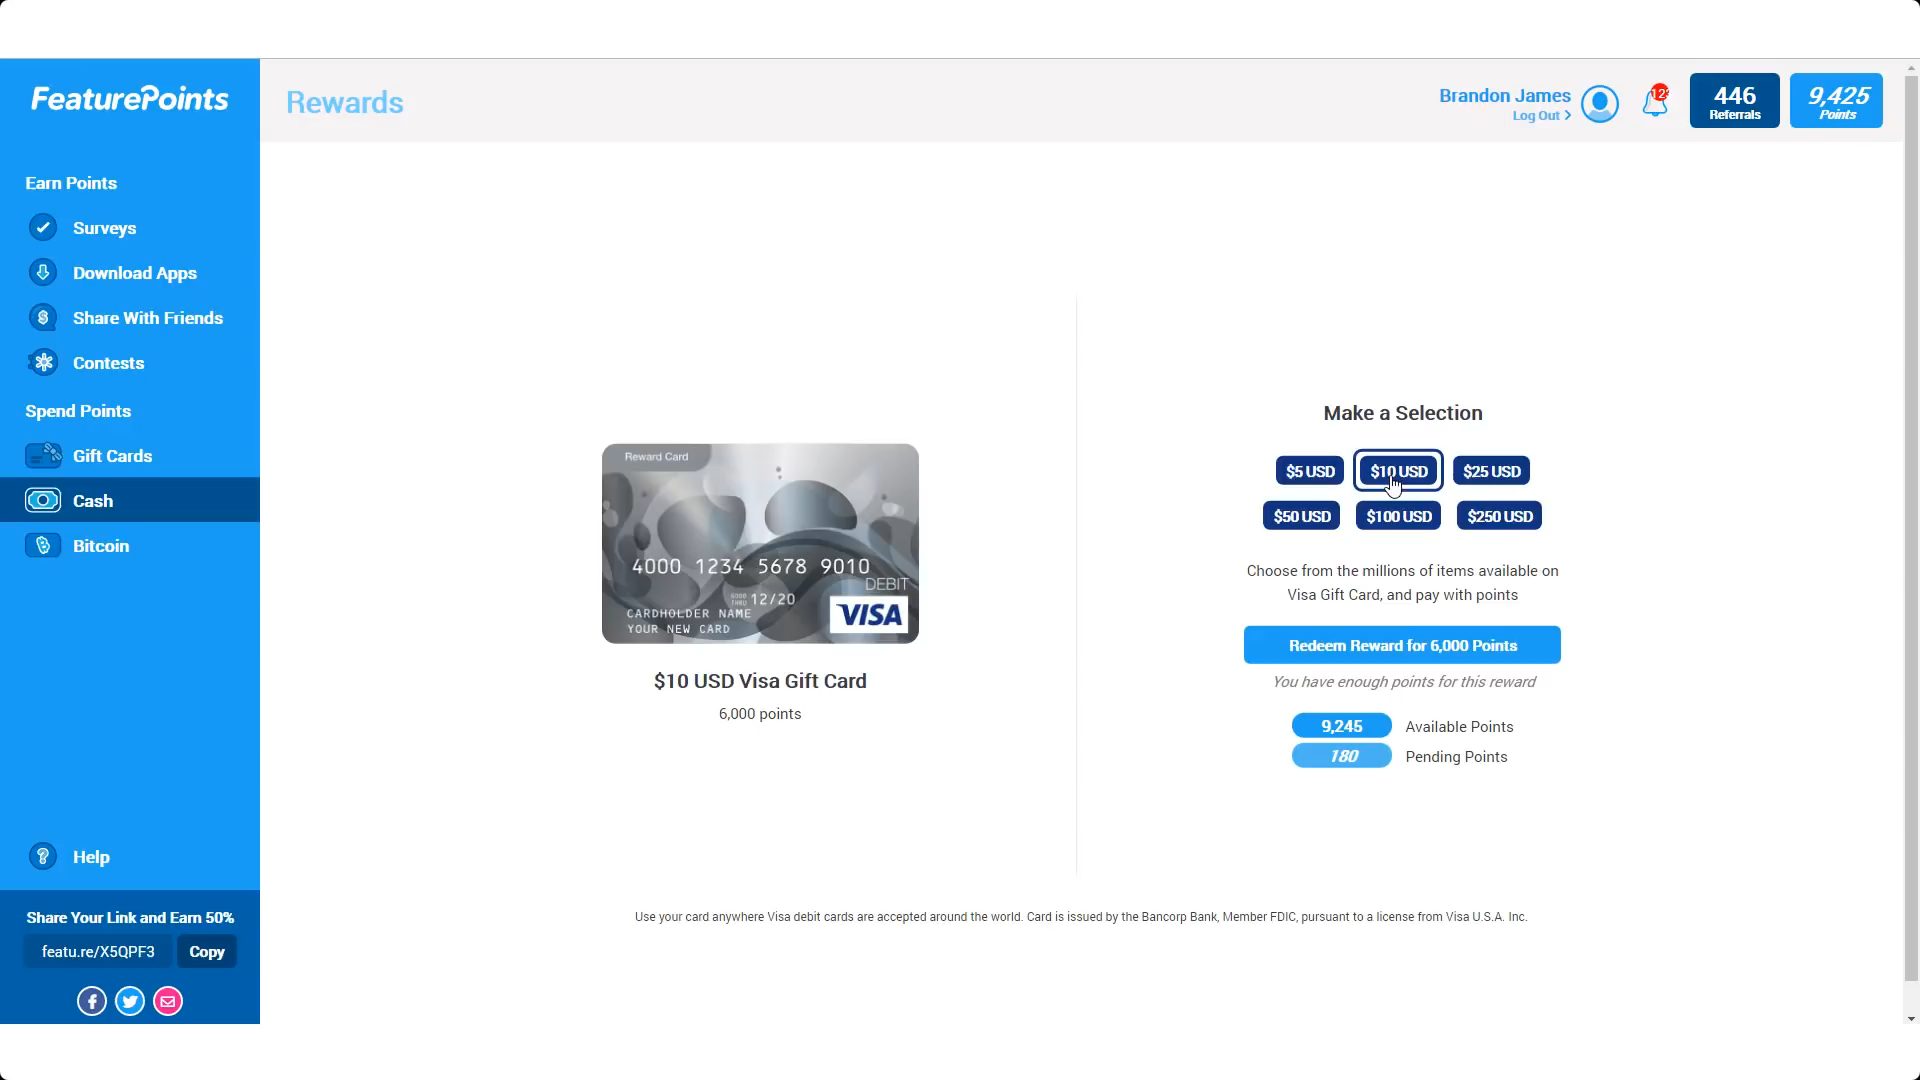 FeaturePoints
Rewards
Brandon James
Log Out
446
Referrals
9,425
Points
Earn Points
Surveys
Download Apps
Share With Friends
Contests
Spend Points
Gift Cards
Cash
Bitcoin
Help
Share Your Link and Earn 50%
featu.re/X5QPF3
Copy
Reward Card
4000 1234 5678 9010
DEBIT
GOOD THRU 12/20
CARDHOLDER NAME
YOUR NEW CARD
VISA
$10 USD Visa Gift Card
6,000 points
Make a Selection
$5 USD
$10 USD
$25 USD
$50 USD
$100 USD
$250 USD
Choose from the millions of items available on
Visa Gift Card, and pay with points
Redeem Reward for 6,000 Points
You have enough points for this reward
9,245 Available Points
180 Pending Points
Use your card anywhere Visa debit cards are accepted around the world. Card is issued by the Bancorp Bank, Member FDIC, pursuant to a license from Visa U.S.A. Inc.